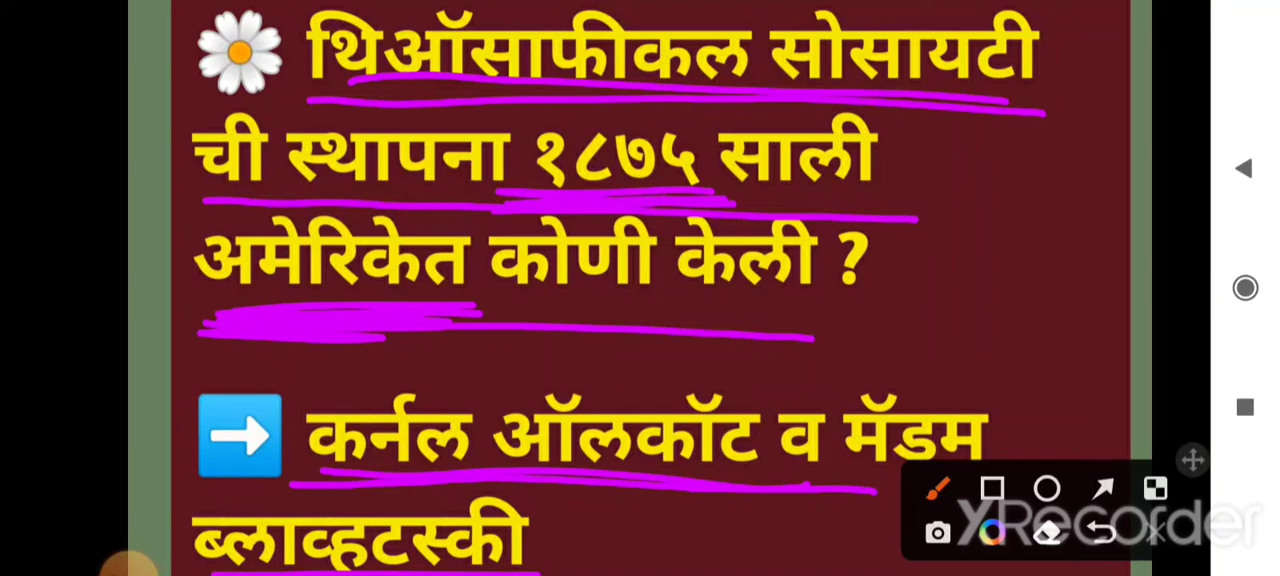 थिऑसाफीकल सोसायटी
ची स्थापना १८७५ साली
अमेरिकेत कोणी केली ?
कर्नल ऑलकॉट व मॅडम
ब्लाव्हटस्की
XRecorder